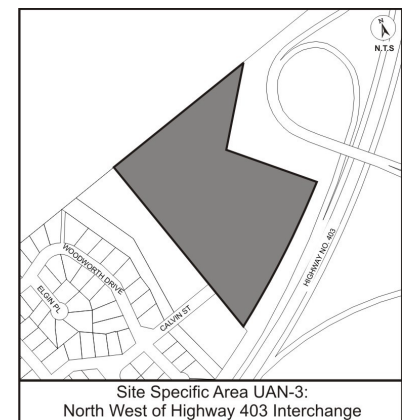 N
N.T.S
HIGHWAY NO. 403
WOODWORTH DRIVE
ELGIN PL
CALVIN ST
Site Specific Area UAN-3:
North West of Highway 403 Interchange